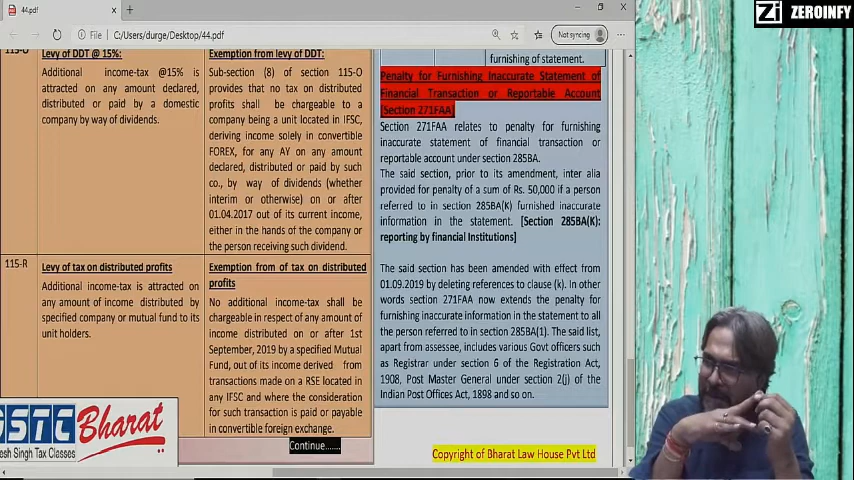 44.pdf
ZEROINFY
File
C:/Users/durge/Desktop/44.pdf
Not syncing
115-O
Levy of DDT @ 15%:
Additional income-tax @15% is
attracted on any amount declared,
distributed or paid by a domestic
company by way of dividends.
Exemption from levy of DDT:
Sub-section (8) of section 115-O
provides that no tax on distributed
profits shall be chargeable to a
company being a unit located in IFSC,
deriving income solely in convertible
FOREX, for any AY on any amount
declared, distributed or paid by such
co., by way of dividends (whether
interim or otherwise) on or after
01.04.2017 out of its current income,
either in the hands of the company or
the person receiving such dividend.
115-R
Levy of tax on distributed profits
Additional income-tax is attracted on
any amount of income distributed by
specified company or mutual fund to its
unit holders.
Exemption from of tax on distributed
profits
No additional income-tax shall be
chargeable in respect of any amount of
income distributed on or after 1st
September, 2019 by a specified Mutual
Fund, out of its income derived from
transactions made on a RSE located in
any IFSC and where the consideration
for such transaction is paid or payable
in convertible foreign exchange.
Continue.......
furnishing of statement.
Penalty for Furnishing Inaccurate Statement of
Financial Transaction or Reportable Account
[Section 271FAA]
Section 271FAA relates to penalty for furnishing
inaccurate statement of financial transaction or
reportable account under section 285BA.
The said section, prior to its amendment, inter alia
provided for penalty of a sum of Rs. 50,000 if a person
referred to in section 285BA(K) furnished inaccurate
information in the statement. [Section 285BA(K):
reporting by financial Institutions]
The said section has been amended with effect from
01.09.2019 by deleting references to clause (k). In other
words section 271FAA now extends the penalty for
furnishing inaccurate information in the statement to all
the person referred to in section 285BA(1). The said list,
apart from assessee, includes various Govt officers such
as Registrar under section 6 of the Registration Act,
1908, Post Master General under section 2(j) of the
Indian Post Offices Act, 1898 and so on.
Copyright of Bharat Law House Pvt Ltd
GSTC Bharat
esh Singh Tax Classes